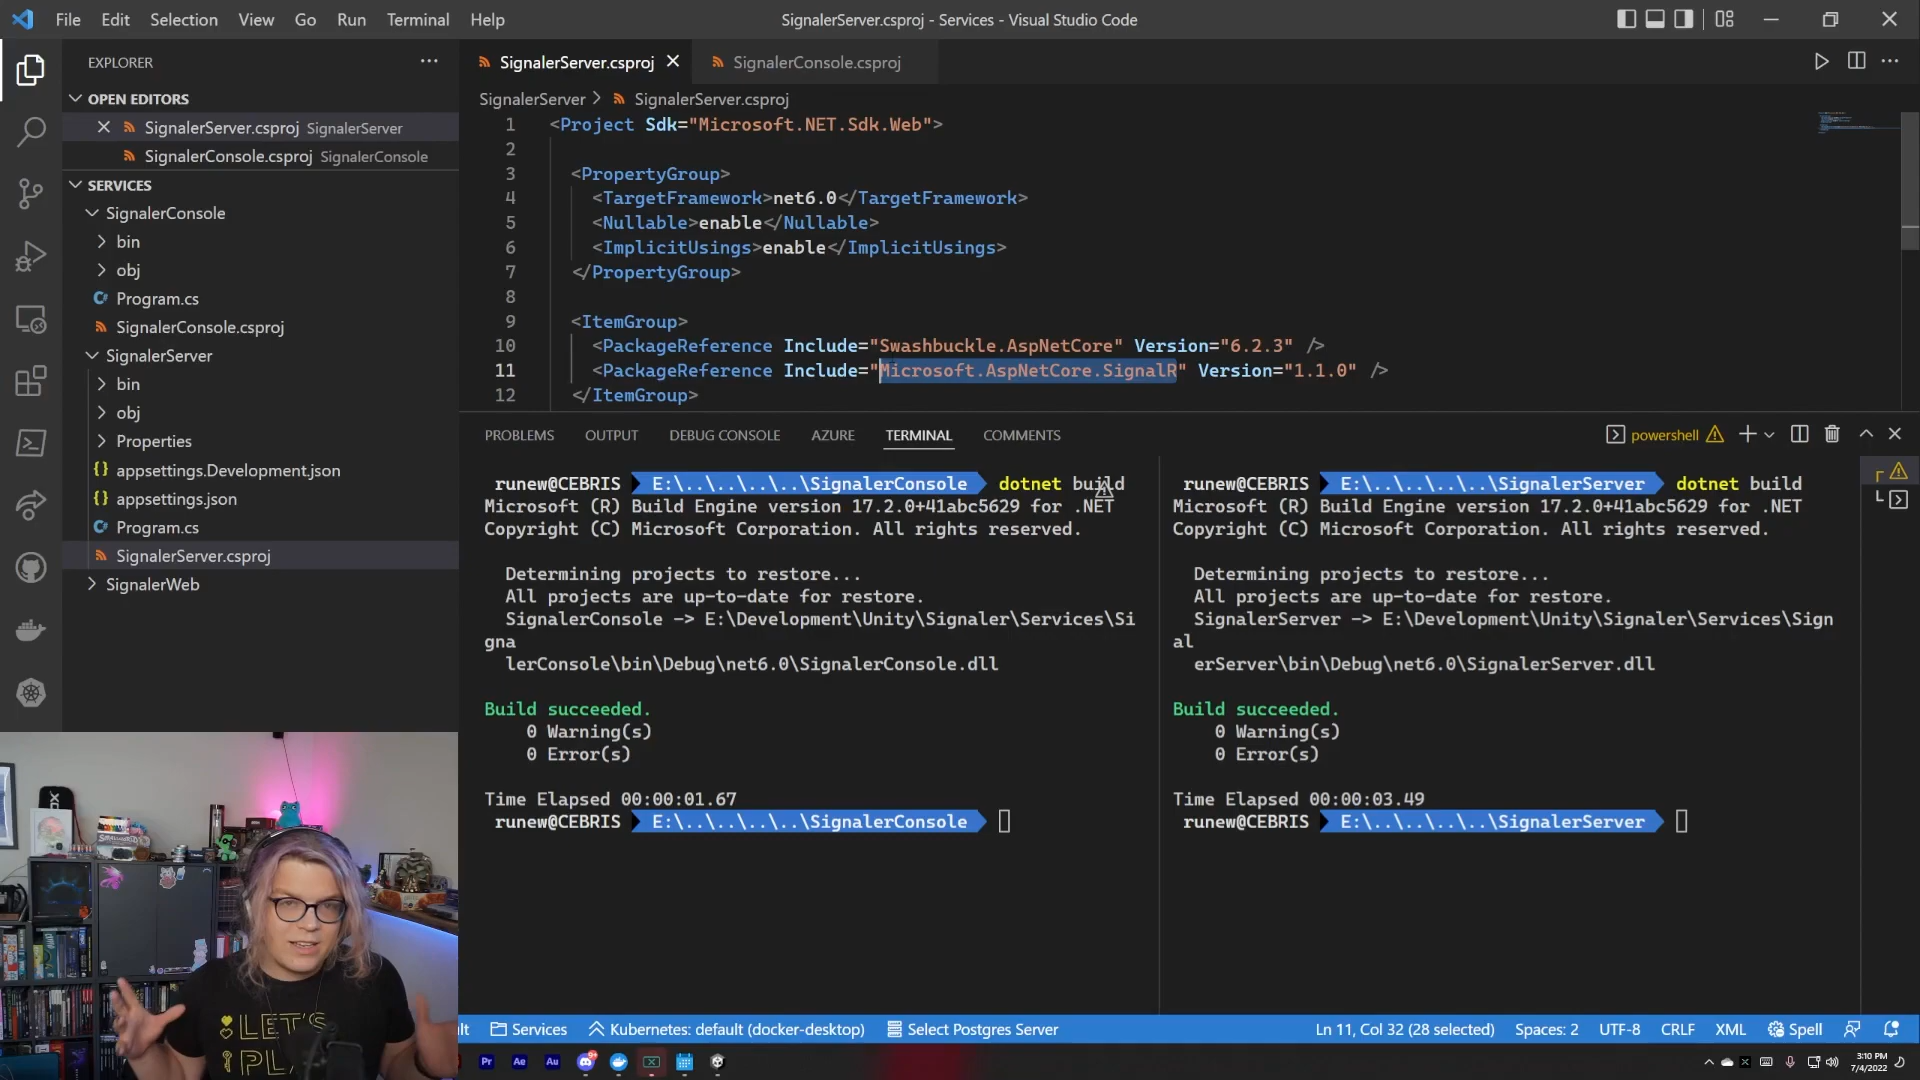 File Edit Selection View Go Run Terminal Help
SignalerServer.csproj - Services - Visual Studio Code
EXPLORER
OPEN EDITORS
SignalerServer.csproj SignalerServer
SignalerConsole.csproj SignalerConsole
SERVICES
SignalerConsole
bin
obj
Program.cs
SignalerConsole.csproj
SignalerServer
bin
obj
Properties
appsettings.Development.json
appsettings.json
Program.cs
SignalerServer.csproj
SignalerWeb
SignalerServer.csproj
SignalerConsole.csproj
SignalerServer > SignalerServer.csproj
1 <Project Sdk="Microsoft.NET.Sdk.Web">
2
3 <PropertyGroup>
4 <TargetFramework>net6.0</TargetFramework>
5 <Nullable>enable</Nullable>
6 <ImplicitUsings>enable</ImplicitUsings>
7 </PropertyGroup>
8
9 <ItemGroup>
10 <PackageReference Include="Swashbuckle.AspNetCore" Version="6.2.3" />
11 <PackageReference Include="Microsoft.AspNetCore.SignalR" Version="1.1.0" />
12 </ItemGroup>
PROBLEMS OUTPUT DEBUG CONSOLE AZURE TERMINAL COMMENTS
powershell
runew@CEBRIS E:\..\..\..\..\SignalerConsole dotnet build
Microsoft (R) Build Engine version 17.2.0+41abc5629 for .NET
Copyright (C) Microsoft Corporation. All rights reserved.
Determining projects to restore...
All projects are up-to-date for restore.
SignalerConsole -> E:\Development\Unity\Signaler\Services\Si
gna
lerConsole\bin\Debug\net6.0\SignalerConsole.dll
Build succeeded.
0 Warning(s)
0 Error(s)
Time Elapsed 00:00:01.67
runew@CEBRIS E:\..\..\..\..\SignalerConsole
runew@CEBRIS E:\..\..\..\..\SignalerServer dotnet build
Microsoft (R) Build Engine version 17.2.0+41abc5629 for .NET
Copyright (C) Microsoft Corporation. All rights reserved.
Determining projects to restore...
All projects are up-to-date for restore.
SignalerServer -> E:\Development\Unity\Signaler\Services\Sign
al
erServer\bin\Debug\net6.0\SignalerServer.dll
Build succeeded.
0 Warning(s)
0 Error(s)
Time Elapsed 00:00:03.49
runew@CEBRIS E:\..\..\..\..\SignalerServer
LET'S
PL
lt Services Kubernetes: default (docker-desktop) Select Postgres Server
Ln 11, Col 32 (28 selected) Spaces: 2 UTF-8 CRLF XML Spell
Pr Ae Au
3:10 PM
7/4/2022